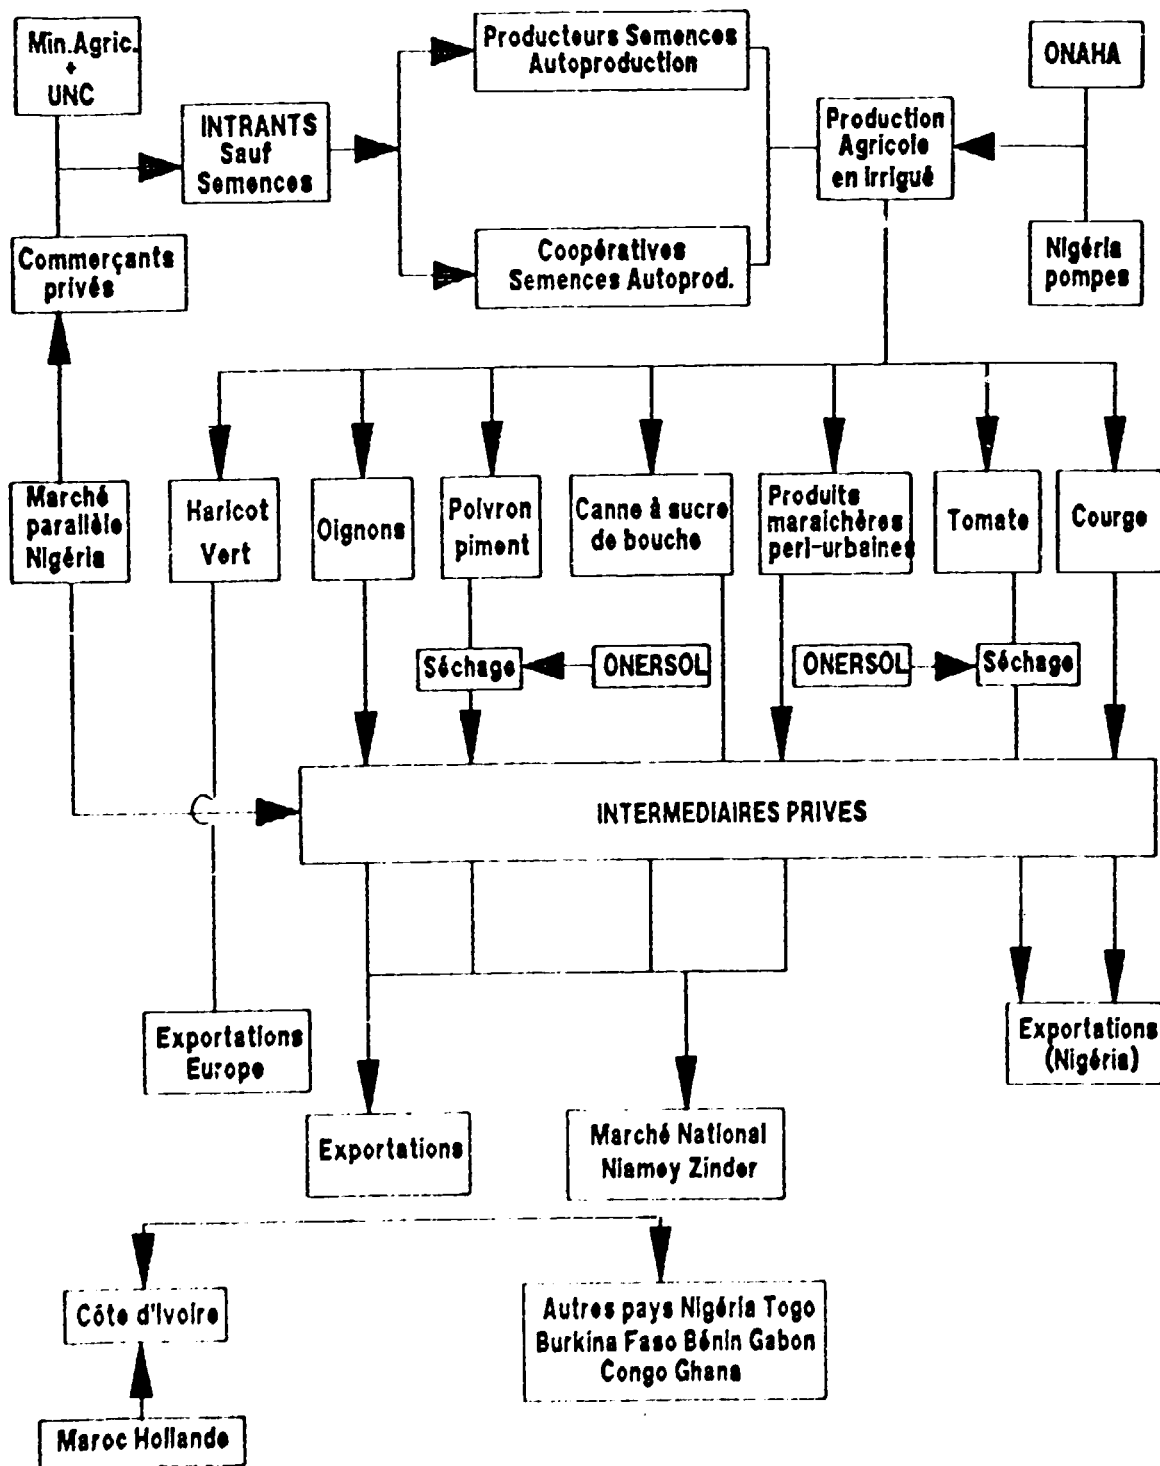 Min.Agric.
+
UNC
Producteurs Semences
Autoproduction
ONAHA
INTRANTS
Sauf
Semences
Production
Agricole
en irrigué
Commerçants
privés
Coopératives
Semences Autoprod.
Nigéria
pompes
Marché
parallèle
Nigéria
Haricot
Vert
Oignons
Poivron
piment
Canne à sucre
de bouche
Produits
maraichères
peri-urbaines
Tomate
Courge
Séchage
ONERSOL
ONERSOL
Séchage
INTERMEDIAIRES PRIVES
Exportations
Europe
Exportations
(Nigéria)
Exportations
Marché National
Niamey Zinder
Côte d'Ivoire
Autres pays Nigéria Togo
Burkina Faso Bénin Gabon
Congo Ghana
Maroc Hollande